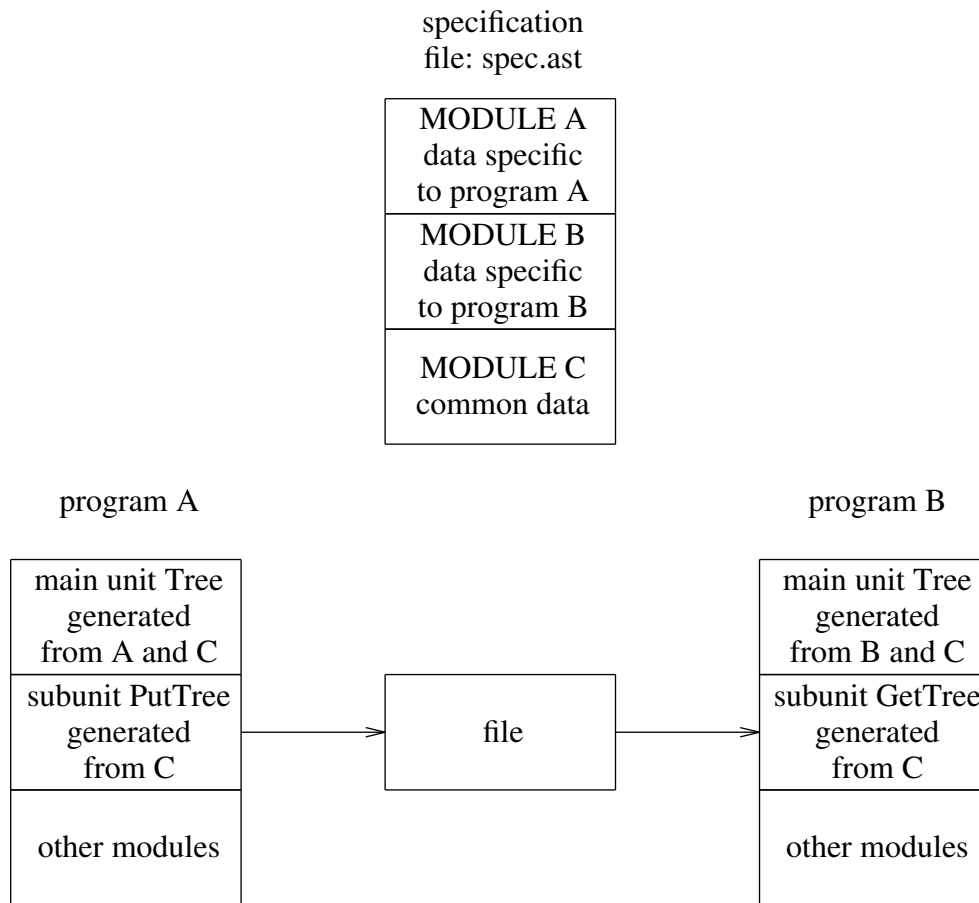 specification
file: spec.ast
MODULE A
data specific
to program A
MODULE B
data specific
to program B
MODULE C
common data
program A
program B
main unit Tree
generated
from A and C
main unit Tree
generated
from B and C
subunit PutTree
generated
from C
file
subunit GetTree
generated
from C
other modules
other modules